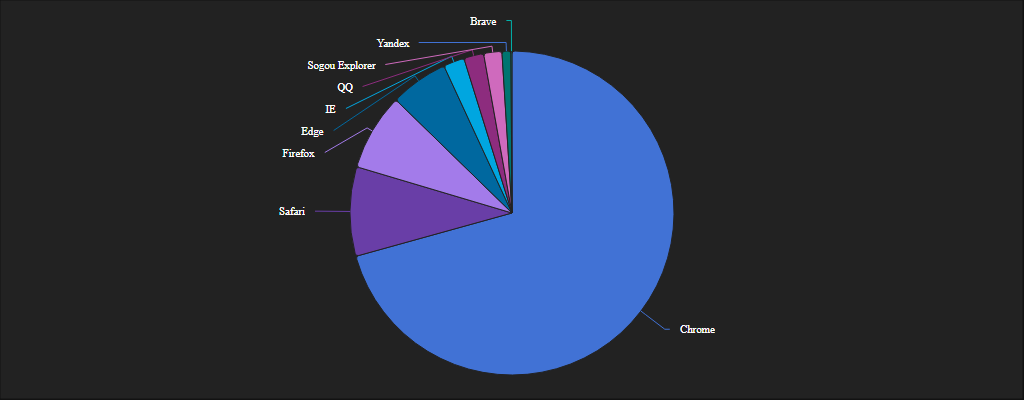 Brave
Yandex
Sogou Explorer
QQ
IE
Edge
Firefox
Safari
Chrome